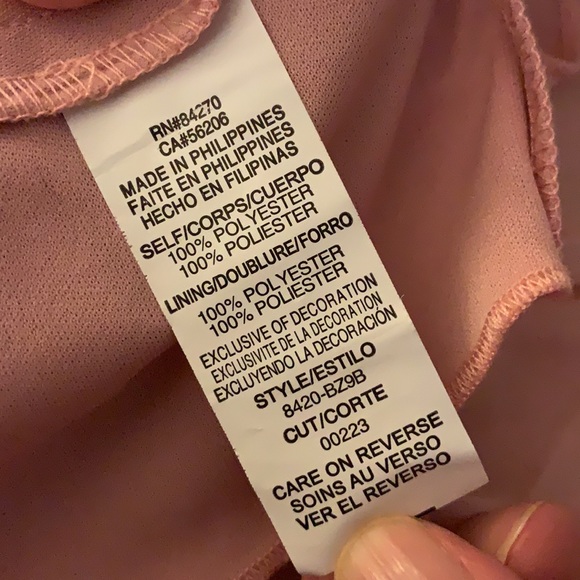 RN#84270
CA#56206
MADE IN PHILIPPINES
FAITE EN PHILIPPINES
HECHO EN FILIPINAS
SELF/CORPS/CUERPO
100% POLYESTER
100% POLIESTER
LINING/DOUBLURE/FORRO
100% POLYESTER
100% POLIESTER
EXCLUSIVE OF DECORATION
EXCLUSIVITE DE LA DECORATION
EXCLUYENDO LA DECORACIÓN
STYLE/ESTILO
8420-BZ9B
CUT/CORTE
00223
CARE ON REVERSE
SOINS AU VERSO
VER EL REVERSO